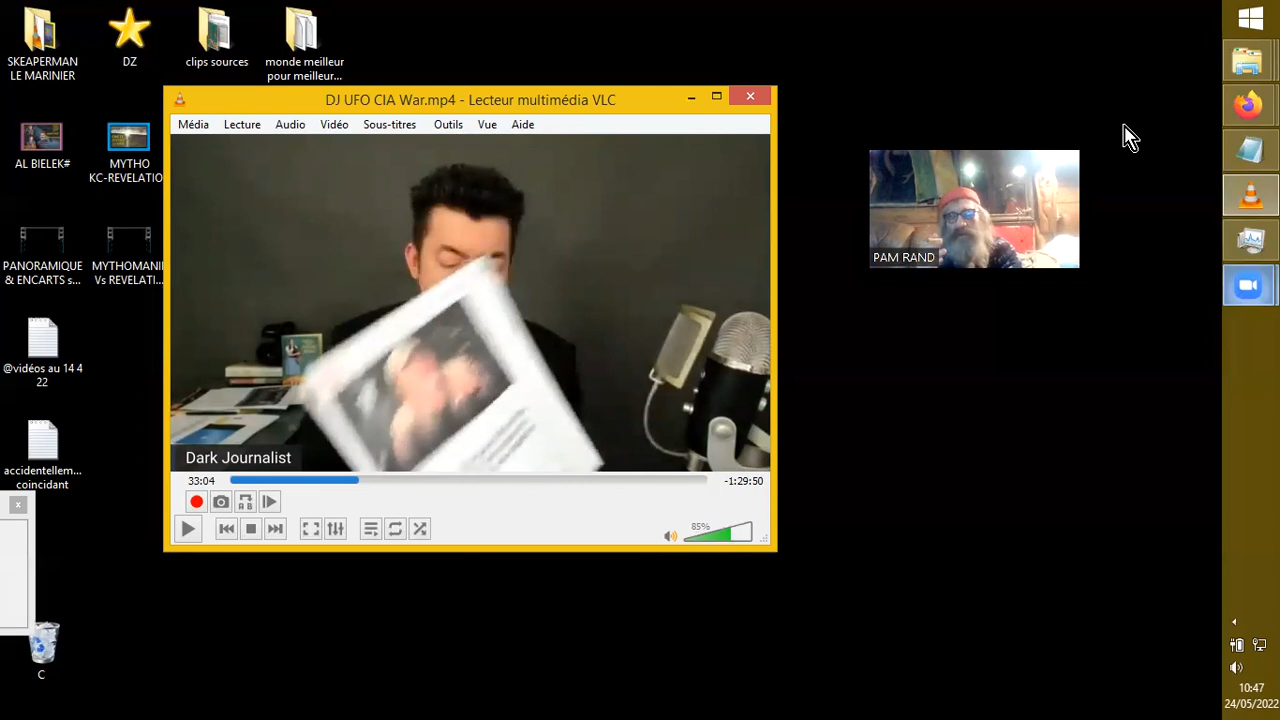 SKEAPERMAN
LE MARINIER
DZ
clips sources
monde meilleur
pour meilleur...
AL BIELEK#
MYTHO
KC-REVELATIO
PANORAMIQUE
& ENCARTS s...
MYTHOMANI
Vs REVELATI...
@vidéos au 14 4
22
accidentellem...
coincidant
C
DJ UFO CIA War.mp4 - Lecteur multimédia VLC
Média Lecture Audio Vidéo Sous-titres Outils Vue Aide
Dark Journalist
33:04
-1:29:50
85%
PAM RAND
10:47
24/05/2022